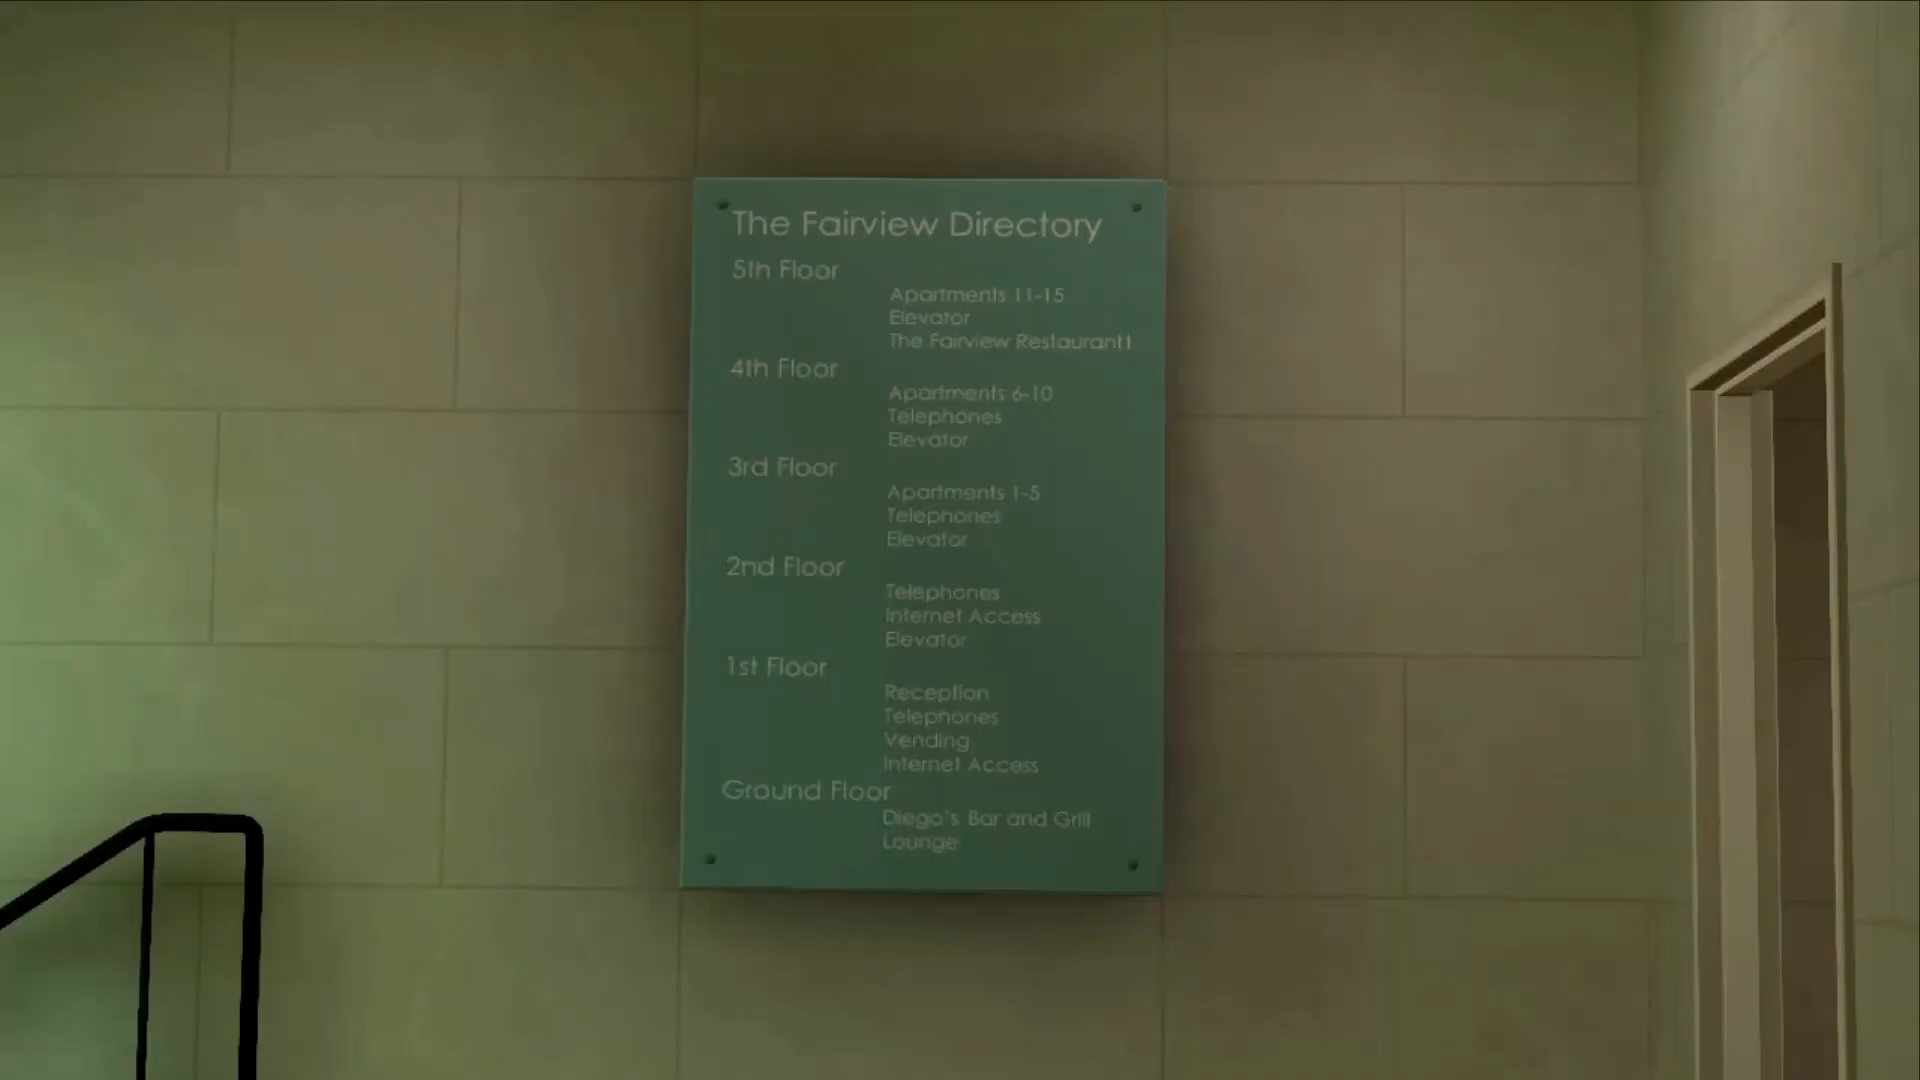 The Fairview Directory
5th Floor
Apartments 11-15
Elevator
The Fairview Restaurant†
4th Floor
Apartments 6-10
Telephones
Elevator
3rd Floor
Apartments 1-5
Telephones
Elevator
2nd Floor
Telephones
Internet Access
Elevator
1st Floor
Reception
Telephones
Vending
Internet Access
Ground Floor
Diego's Bar and Grill
Lounge